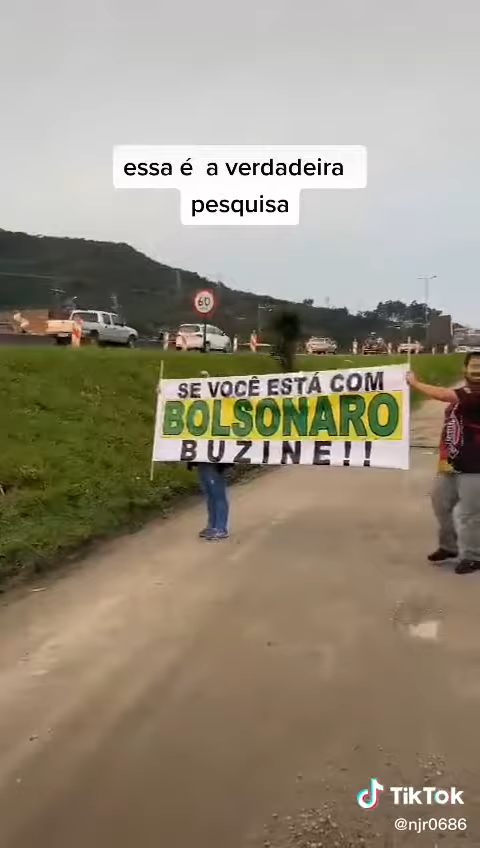 essa é a verdadeira
pesquisa
60
SE VOCÊ ESTÁ COM
BOLSONARO
BUZINE!!
TikTok
@njr0686